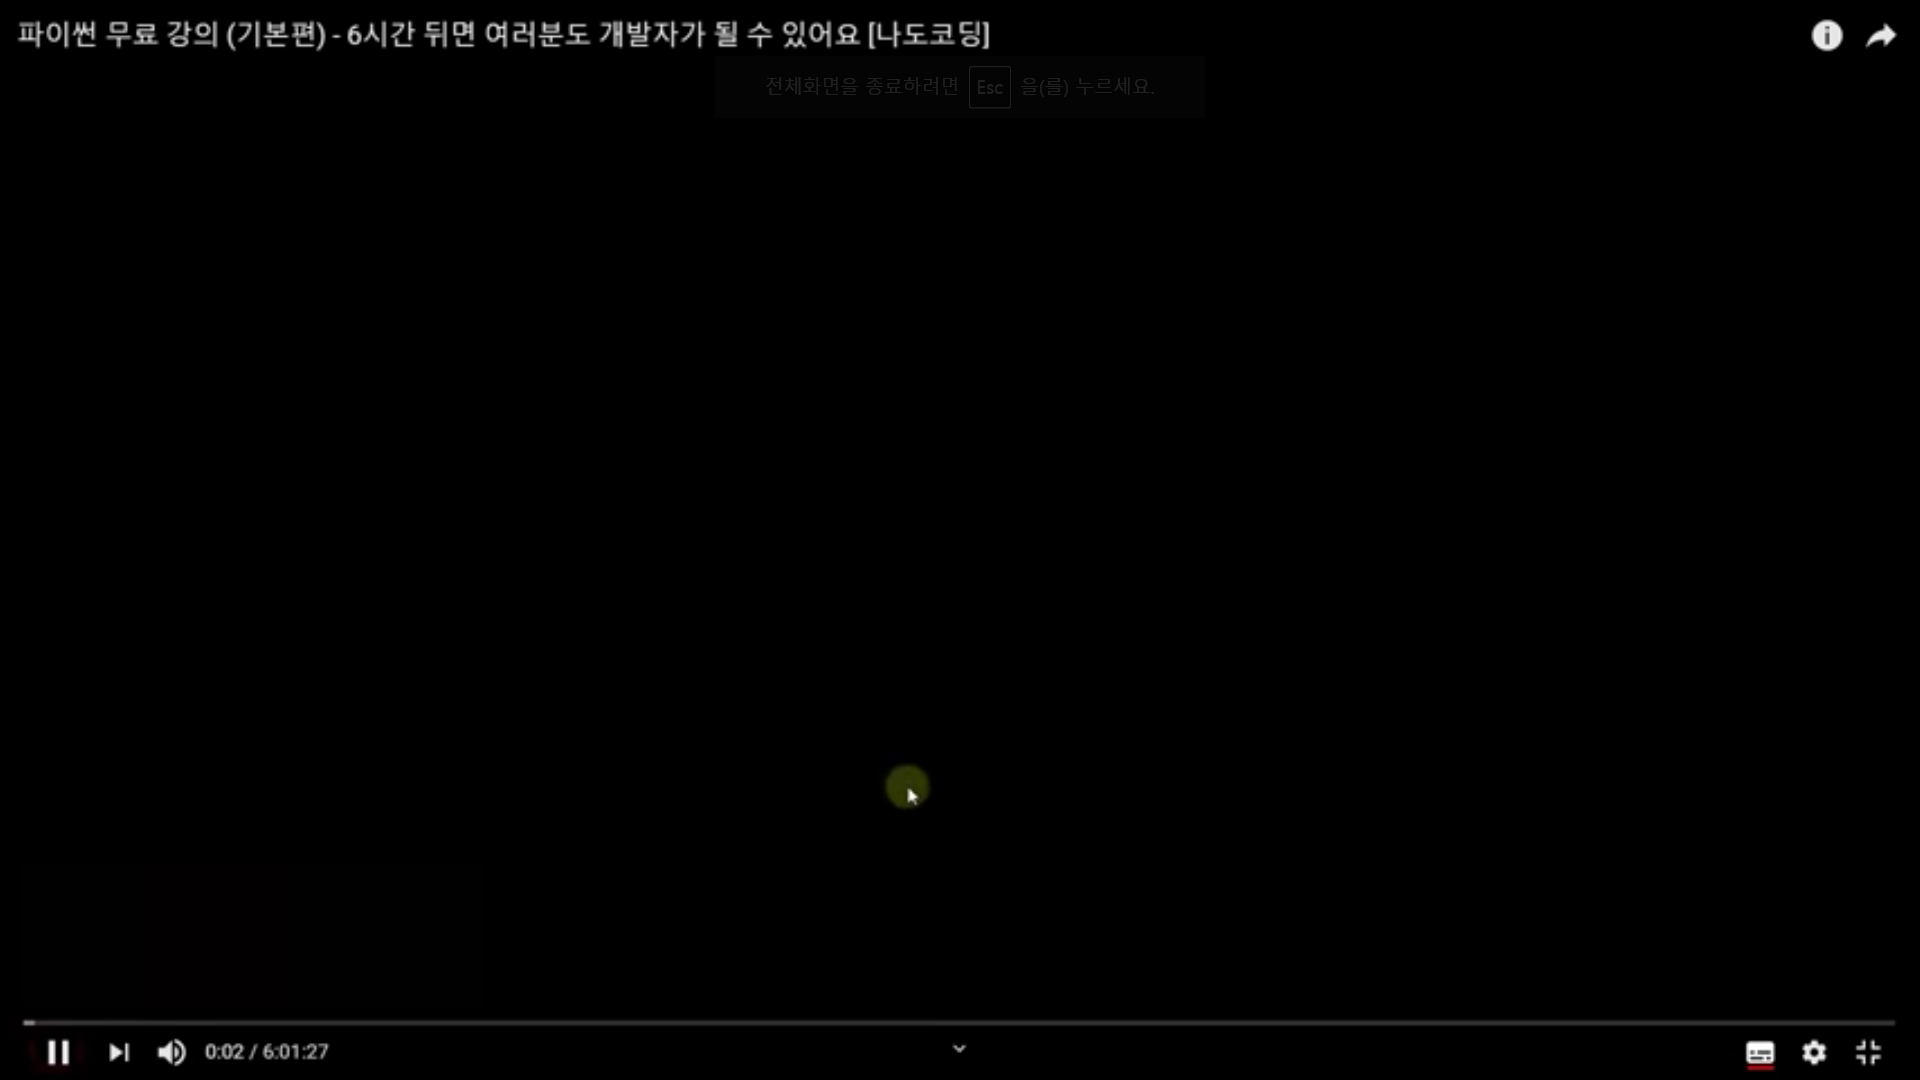 파이썬 무료 강의 (기본편) - 6시간 뒤면 여러분도 개발자가 될 수 있어요 [나도코딩]
전체화면을 종료하려면 Esc 을(를) 누르세요.
0:02 / 6:01:27